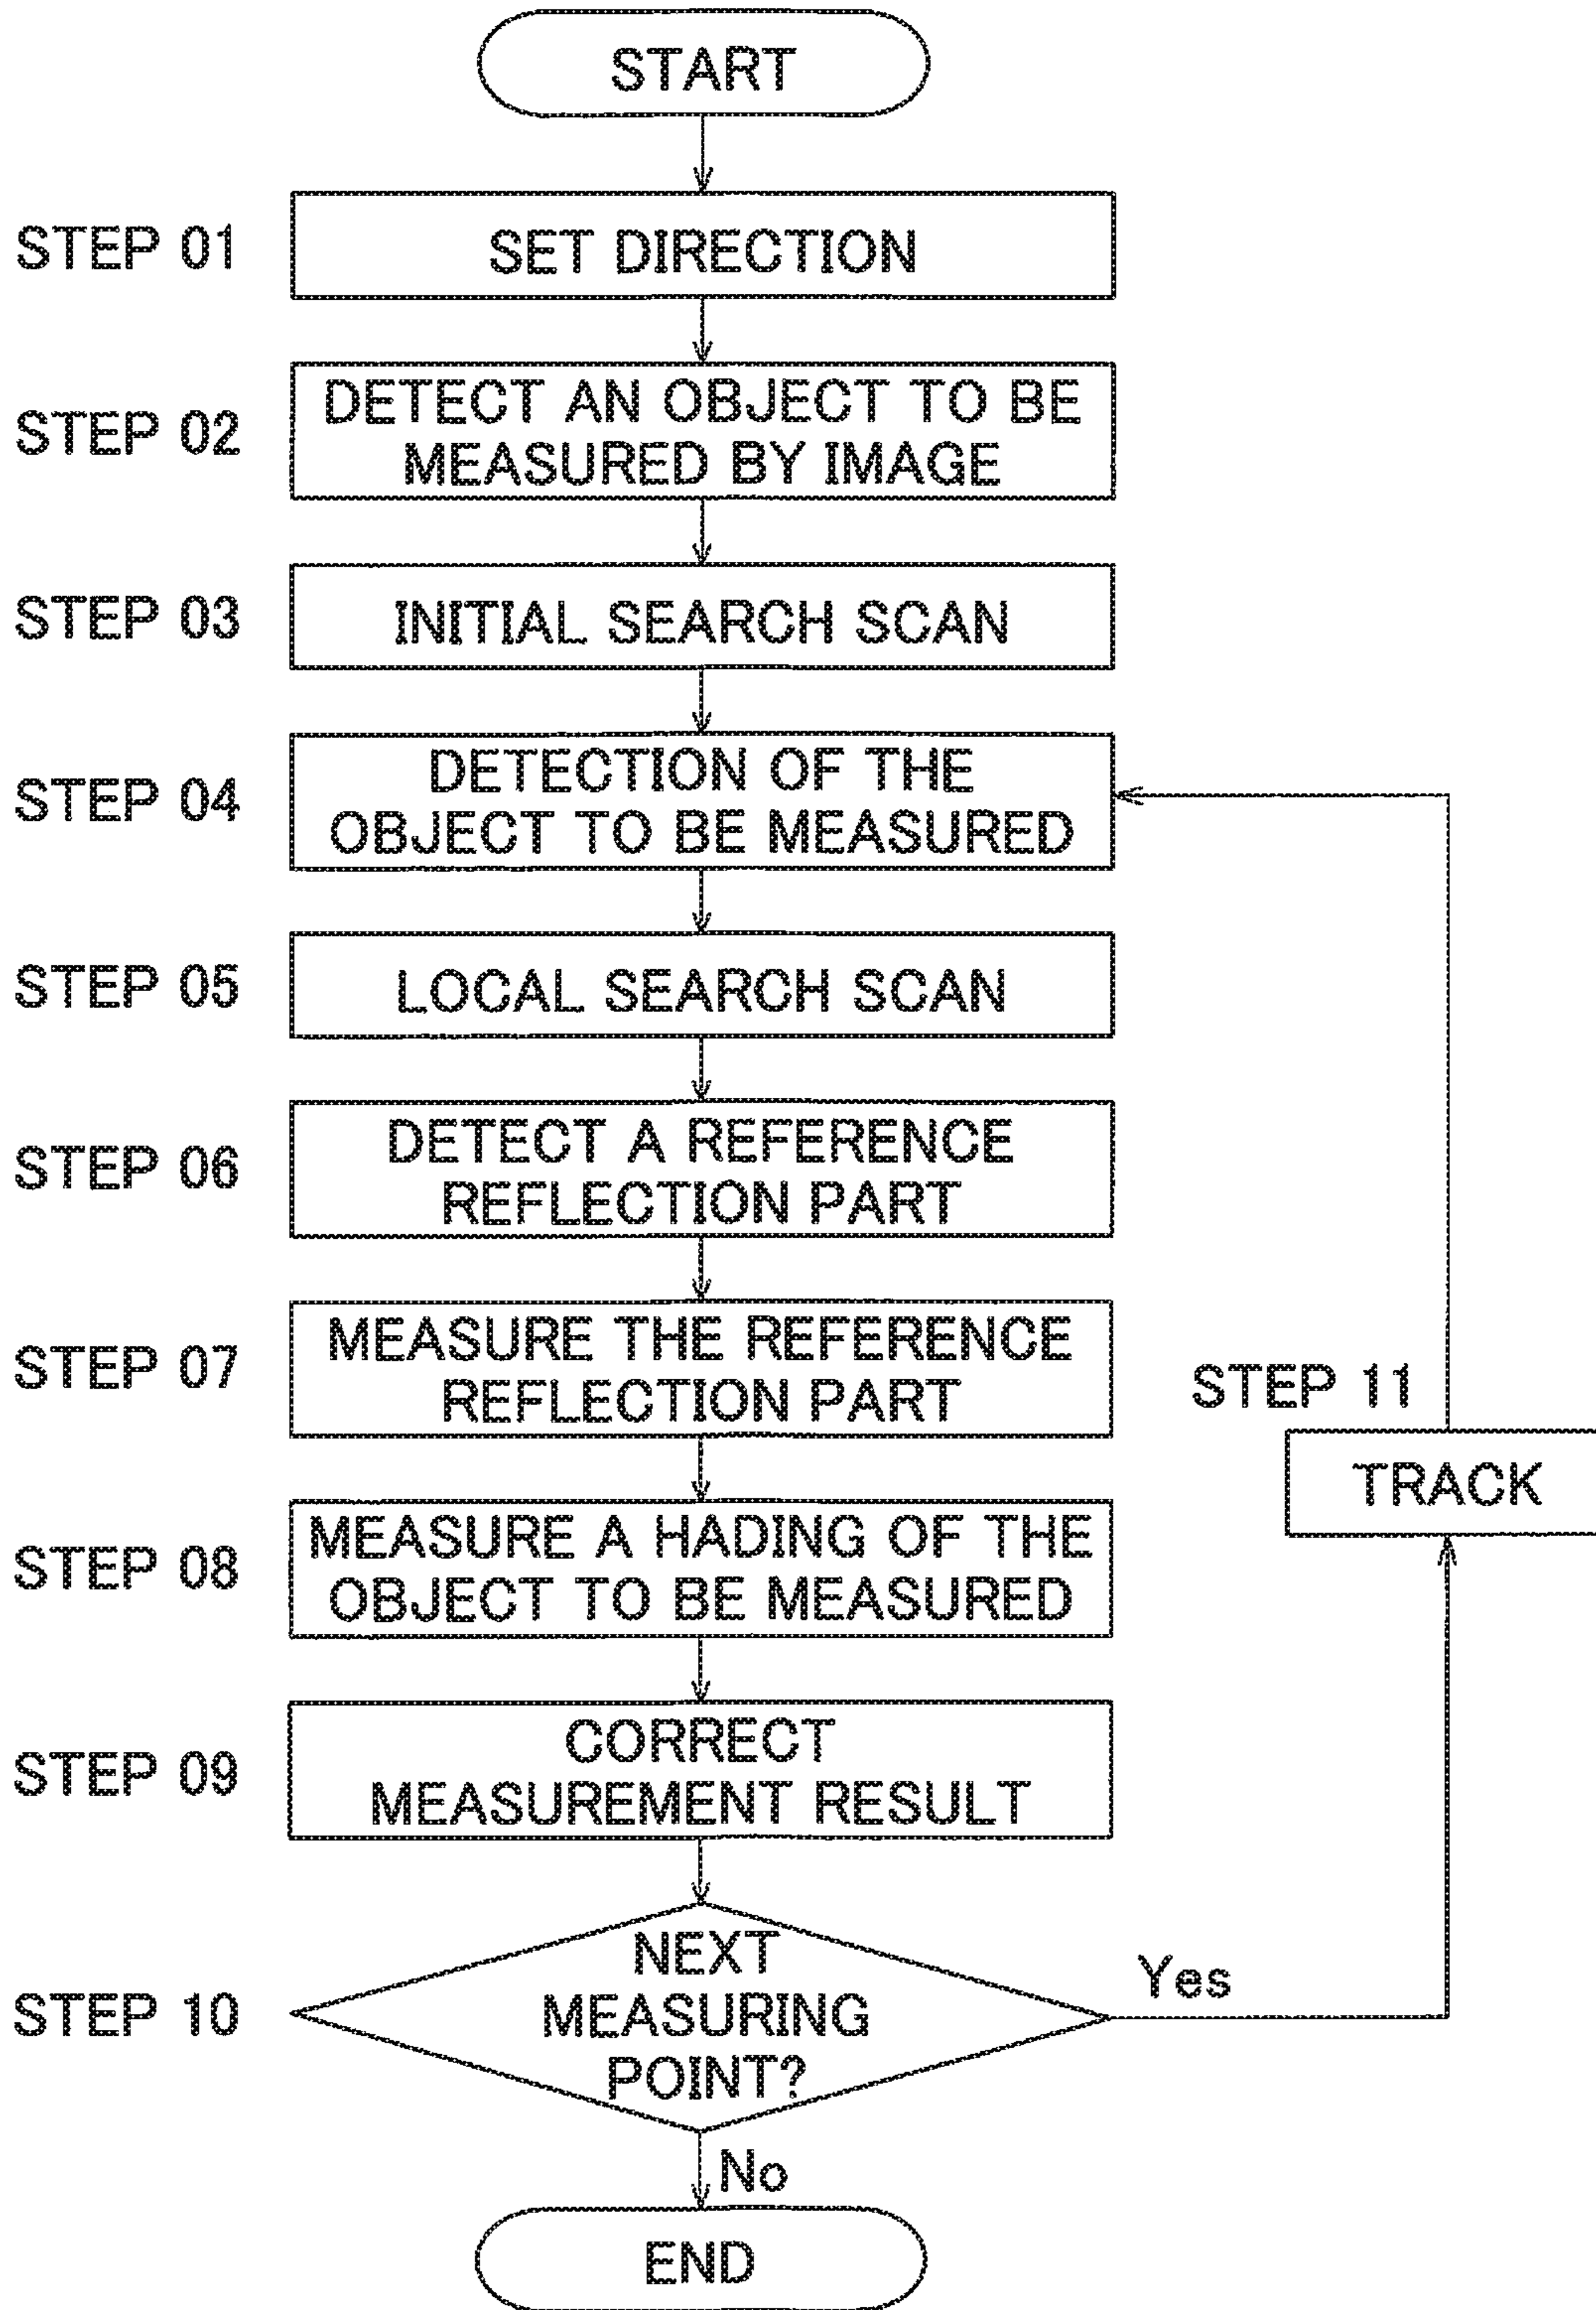 START
STEP 01
SET DIRECTION
STEP 02
DETECT AN OBJECT TO BE
MEASURED BY IMAGE
STEP 03
INITIAL SEARCH SCAN
STEP 04
DETECTION OF THE
OBJECT TO BE MEASURED
STEP 05
LOCAL SEARCH SCAN
STEP 06
DETECT A REFERENCE
REFLECTION PART
STEP 07
MEASURE THE REFERENCE
REFLECTION PART
STEP 08
MEASURE A HADING OF THE
OBJECT TO BE MEASURED
STEP 09
CORRECT
MEASUREMENT RESULT
STEP 10
NEXT
MEASURING
POINT?
Yes
STEP 11
TRACK
No
END